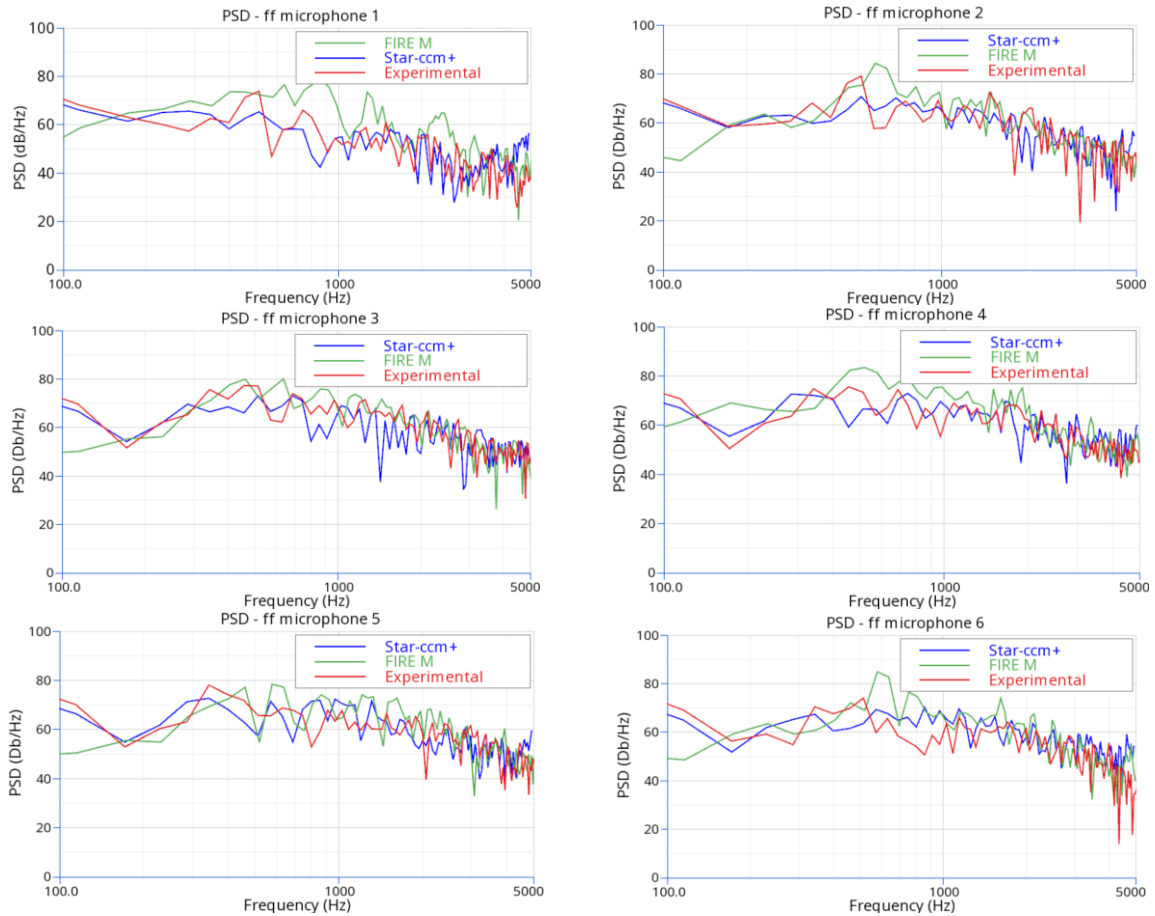 PSD - ff microphone 1
FIRE M
Star-ccm+
Experimental
100
80
60
40
20
0
PSD (dB/Hz)
100.0
1000
5000
Frequency (Hz)
PSD - ff microphone 2
Star-ccm+
FIRE M
Experimental
100
80
60
40
20
0
PSD (Db/Hz)
100.0
1000
5000
Frequency (Hz)
PSD - ff microphone 3
Star-ccm+
FIRE M
Experimental
100
80
60
40
20
0
PSD (Db/Hz)
100.0
1000
5000
Frequency (Hz)
PSD - ff microphone 4
Star-ccm+
FIRE M
Experimental
100
80
60
40
20
0
PSD (Db/Hz)
100.0
1000
5000
Frequency (Hz)
PSD - ff microphone 5
Star-ccm+
FIRE M
Experimental
100
80
60
40
20
0
PSD (Db/Hz)
100.0
1000
5000
Frequency (Hz)
PSD - ff microphone 6
Star-ccm+
FIRE M
Experimental
100
80
60
40
20
0
PSD (Db/Hz)
100.0
1000
5000
Frequency (Hz)